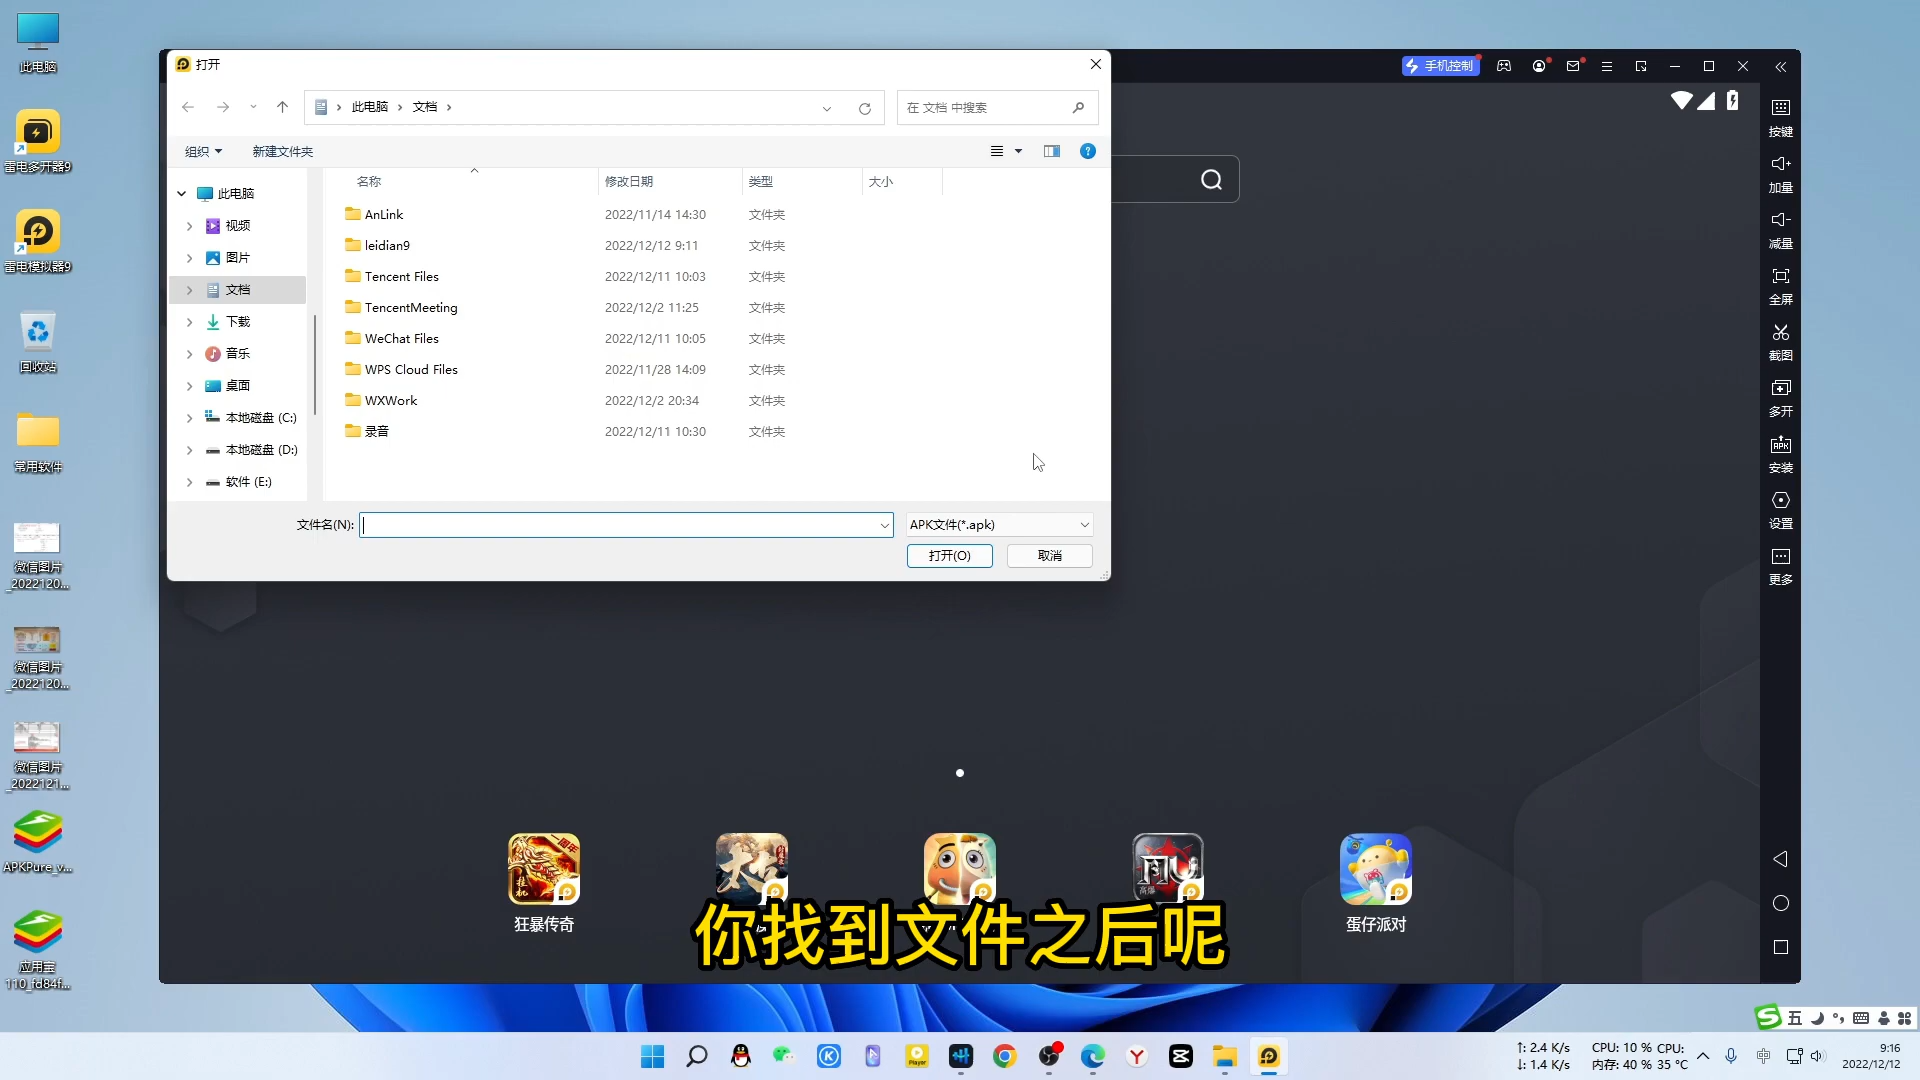 此电脑
雷电多开器9
雷电模拟器9
回收站
常用软件
微信图片
_2022120...
微信图片
_2022120...
微信图片
_2022121...
APKPure_v...
应用宝
110_fd84f...
打开
此电脑 › 文档 ›
在 文档 中搜索
组织
新建文件夹
名称 修改日期 类型 大小
此电脑
视频
图片
文档
下载
音乐
桌面
本地磁盘 (C:)
本地磁盘 (D:)
软件 (E:)
AnLink 2022/11/14 14:30 文件夹
leidian9 2022/12/12 9:11 文件夹
Tencent Files 2022/12/11 10:03 文件夹
TencentMeeting 2022/12/2 11:25 文件夹
WeChat Files 2022/12/11 10:05 文件夹
WPS Cloud Files 2022/11/28 14:09 文件夹
WXWork 2022/12/2 20:34 文件夹
录音 2022/12/11 10:30 文件夹
文件名(N):
APK文件(*.apk)
打开(O)
取消
手机控制
按键
加量
减量
全屏
截图
多开
APK
安装
设置
更多
狂暴传奇
蛋仔派对
你找到文件之后呢
五
↑: 2.4 K/s
↓: 1.4 K/s
CPU: 10 % CPU:
内存: 40 % 35 °C
中
9:16
2022/12/12